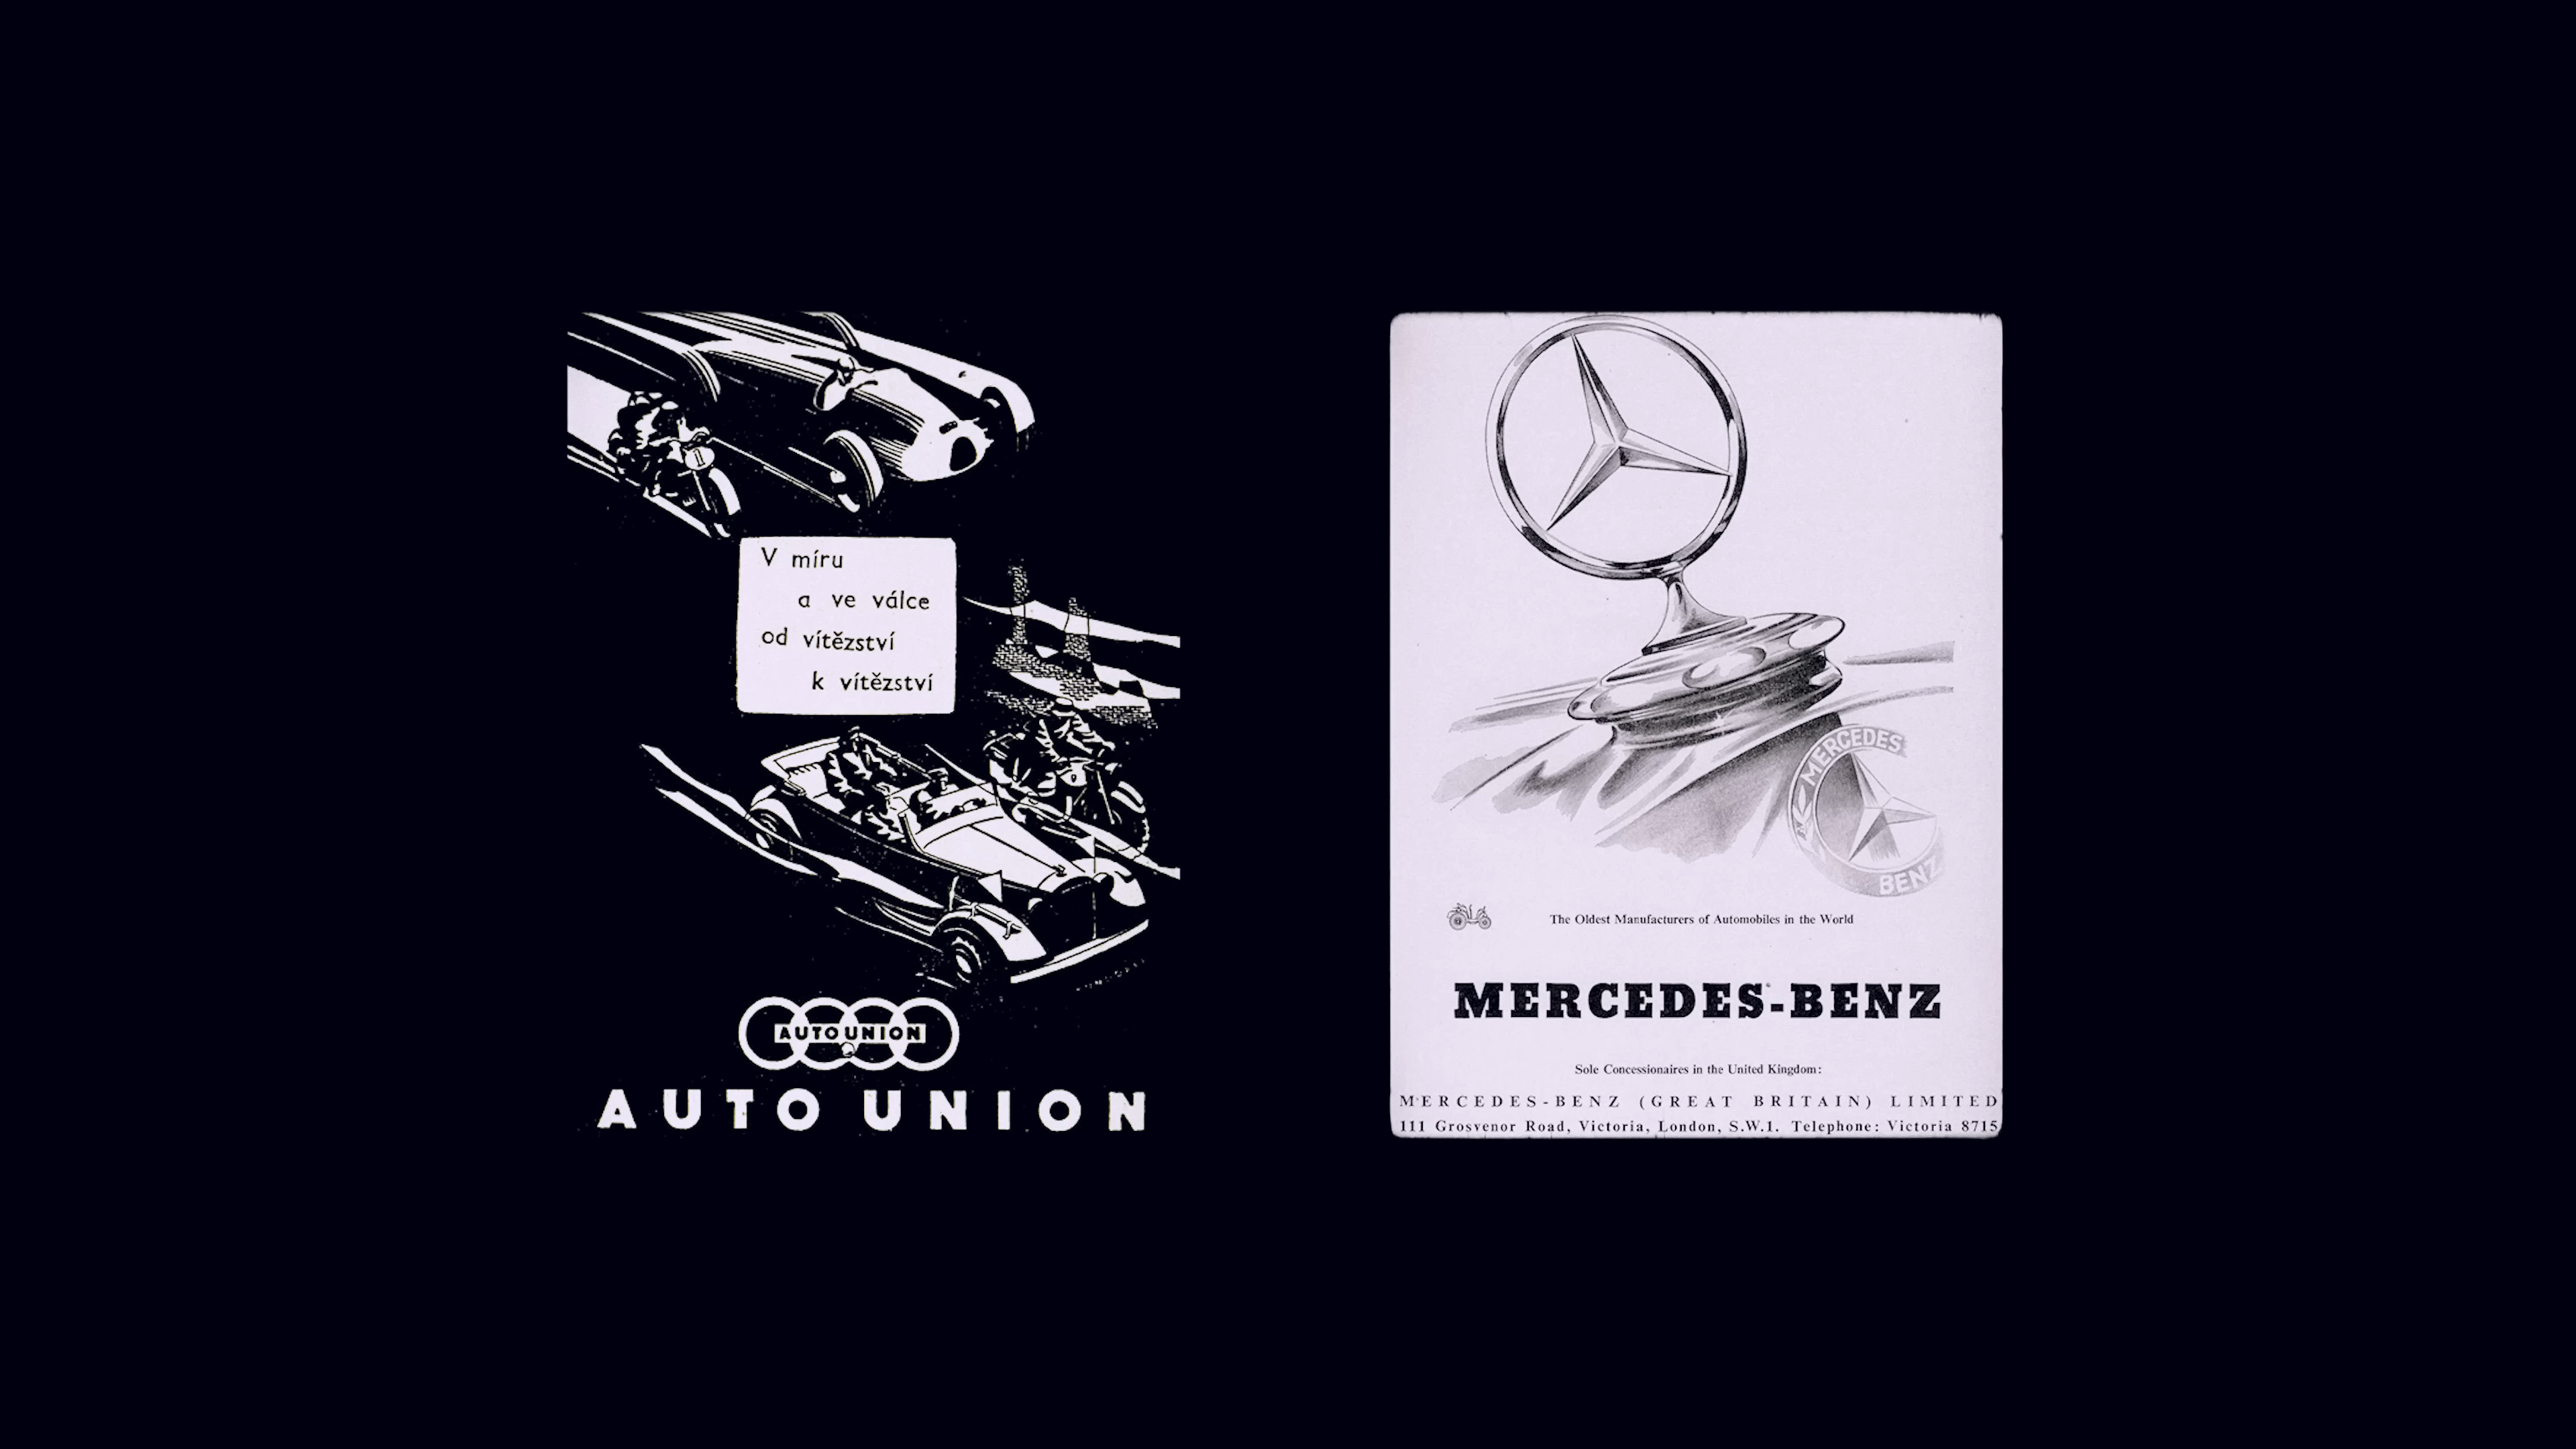 1
V míru
a ve válce
od vítězství
k vítězství
AUTO UNION
AUTO UNION
MERCEDES
BENZ
The Oldest Manufacturers of Automobiles in the World
MERCEDES-BENZ
Sole Concessionaires in the United Kingdom:
MERCEDES-BENZ (GREAT BRITAIN) LIMITED
111 Grosvenor Road, Victoria, London, S.W.1. Telephone: Victoria 8715